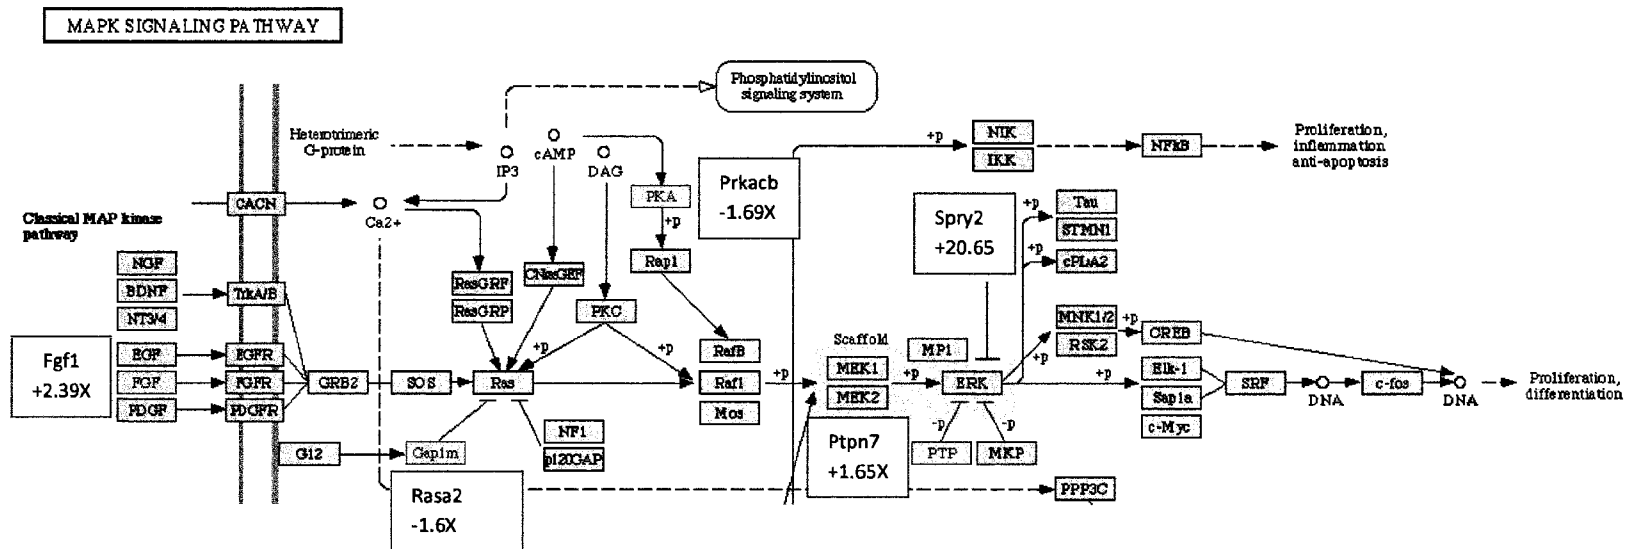 MAPK SIGNALING PATHWAY
Phosphatidylinositol
signaling system
Heterotrimeric
G-protein
IP3
cAMP
DAG
+p
NIK
IKK
NFkB
Proliferation,
inflammation
anti-apoptosis
Classical MAP kinase
pathway
CACN
Ca2+
PKA
+p
Rap1
Prkacb
-1.69X
Spry2
+20.65
+p
Tau
STMN1
+p
cPLA2
NGF
BDNF
NT3/4
TrkA/B
RasGRF
RasGRP
CNasGEF
PKC
+p
+p
RafB
Raf1
Mos
+p
Scaffold
MP1
MEK1
MEK2
+p
ERK
+p
MNK1/2
RSK2
+p
CREB
Fgf1
+2.39X
EGF
FGF
PDGF
EGFR
FGFR
PDGFR
GRB2
SOS
Ras
+p
Elk-1
Sap1a
c-Myc
SRF
DNA
c-fos
DNA
Proliferation,
differentiation
G12
Gap1m
NF1
p120GAP
Ptpn7
+1.65X
-p
-p
PTP
MKP
Rasa2
-1.6X
PPP3C